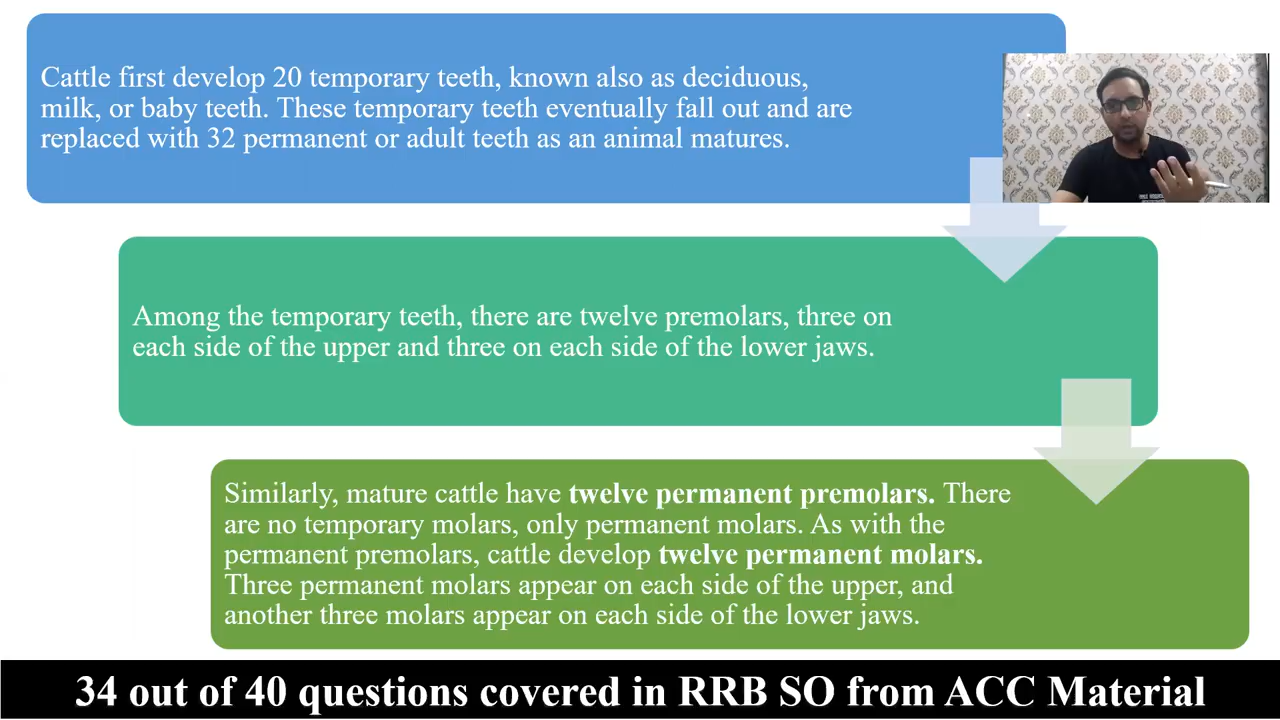 Cattle first develop 20 temporary teeth, known also as deciduous,
milk, or baby teeth. These temporary teeth eventually fall out and are
replaced with 32 permanent or adult teeth as an animal matures.
Among the temporary teeth, there are twelve premolars, three on
each side of the upper and three on each side of the lower jaws.
Similarly, mature cattle have twelve permanent premolars. There
are no temporary molars, only permanent molars. As with the
permanent premolars, cattle develop twelve permanent molars.
Three permanent molars appear on each side of the upper, and
another three molars appear on each side of the lower jaws.
34 out of 40 questions covered in RRB SO from ACC Material